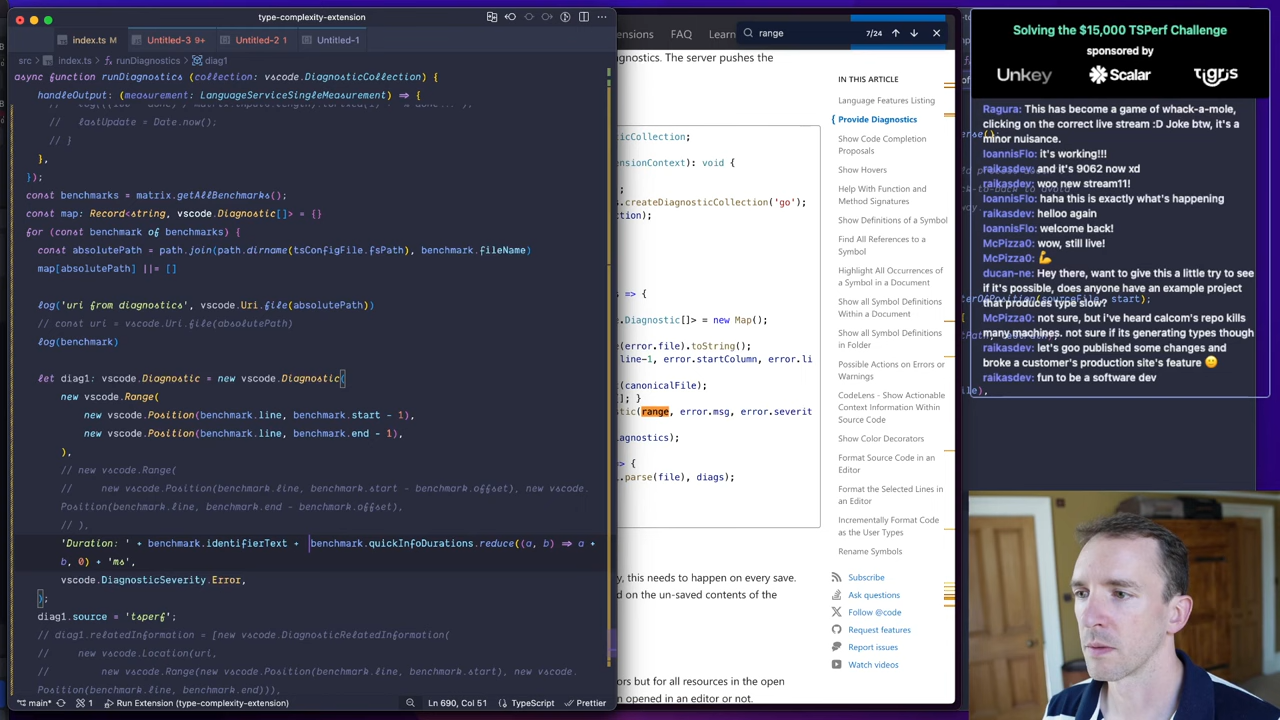 type-complexity-extension
index.ts M
Untitled-3 9+
Untitled-2 1
Untitled-1
src > index.ts > runDiagnostics > diag1
async function runDiagnostics (collection: vscode.DiagnosticCollection) {
handleOutput: (measurement: LanguageServiceSingleMeasurement) => {
//   lastUpdate = Date.now();
// }
},
});
const benchmarks = matrix.getAllBenchmarks();
const map: Record<string, vscode.Diagnostic[]> = {}
for (const benchmark of benchmarks) {
const absolutePath = path.join(path.dirname(tsConfigFile.fsPath), benchmark.fileName)
map[absolutePath] ||= []
log('uri from diagnostics', vscode.Uri.file(absolutePath))
// const uri = vscode.Uri.file(absolutePath)
log(benchmark)
let diag1: vscode.Diagnostic = new vscode.Diagnostic(
new vscode.Range(
new vscode.Position(benchmark.line, benchmark.start - 1),
new vscode.Position(benchmark.line, benchmark.end - 1),
),
// new vscode.Range(
//   new vscode.Position(benchmark.line, benchmark.start - benchmark.offset), new vscode.
Position(benchmark.line, benchmark.end - benchmark.offset),
// ),
'Duration: ' + benchmark.identifierText + benchmark.quickInfoDurations.reduce((a, b) => a +
b, 0) + 'ms',
vscode.DiagnosticSeverity.Error,
);
diag1.source = 'tsperf';
// diag1.relatedInformation = [new vscode.DiagnosticRelatedInformation(
//   new vscode.Location(uri,
//   new vscode.Range(new vscode.Position(benchmark.line, benchmark.start), new vscode.
Position(benchmark.line, benchmark.end))),
main*
1
Run Extension (type-complexity-extension)
Ln 690, Col 51
TypeScript
Prettier
ensions
FAQ
Learn
range
7/24
agnostics. The server pushes the
sticCollection;
ensionContext): void {
s.createDiagnosticCollection('go');
ction);
s => {
e.Diagnostic[]> = new Map();
e(error.file).toString();
line-1, error.startColumn, error.li
t(canonicalFile);
[]; }
stic(range, error.msg, error.severit
iagnostics);
> {
i.parse(file), diags);
y, this needs to happen on every save.
ed on the un-saved contents of the
ors but for all resources in the open
n opened in an editor or not.
IN THIS ARTICLE
Language Features Listing
Provide Diagnostics
Show Code Completion
Proposals
Show Hovers
Help With Function and
Method Signatures
Show Definitions of a Symbol
Find All References to a
Symbol
Highlight All Occurrences of
a Symbol in a Document
Show all Symbol Definitions
Within a Document
Show all Symbol Definitions
in Folder
Possible Actions on Errors or
Warnings
CodeLens - Show Actionable
Context Information Within
Source Code
Show Color Decorators
Format Source Code in an
Editor
Format the Selected Lines in
an Editor
Incrementally Format Code
as the User Types
Rename Symbols
Subscribe
Ask questions
Follow @code
Request features
Report issues
Watch videos
Solving the $15,000 TSPerf Challenge
sponsored by
Unkey
Scalar
tigris
Ragura: This has become a game of whack-a-mole,
clicking on the correct live stream :D Joke btw, it's a
minor nuisance.
IoannisFlo: it's working!!!
raikasdev: and it's 9062 now xd
raikasdev: woo new stream11!
IoannisFlo: haha this is exactly what's happening
raikasdev: helloo again
IoannisFlo: welcome back!
McPizza0: wow, still live!
McPizza0: 💪
ducan-ne: Hey there, want to give this a little try to see
if it's possible, does anyone have an example project
that produces type slow?
McPizza0: not sure, but i've heard calcom's repo kills
many machines. not sure if its generating types though
raikasdev: let's goo published some changes and
broke a customer's production site's feature 😬
raikasdev: fun to be a software dev